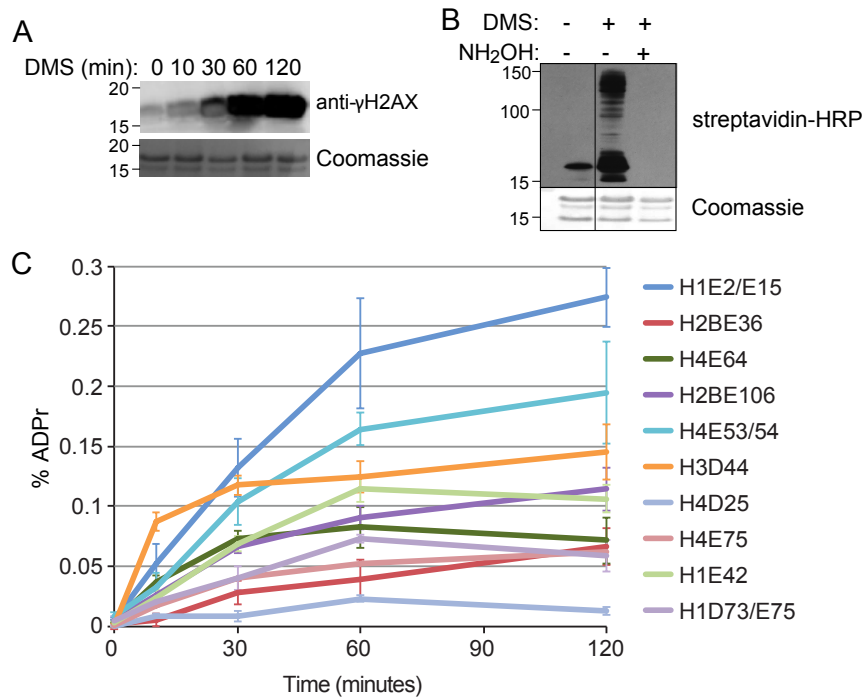 A
DMS (min): 0 10 30 60 120
20
15
anti-γH2AX
20
15
Coomassie
B
DMS: - + +
NH₂OH: - - +
150
100
15
streptavidin-HRP
15
Coomassie
C
0.3
0.25
0.2
0.15
0.1
0.05
0
% ADPr
0 30 60 90 120
Time (minutes)
H1E2/E15
H2BE36
H4E64
H2BE106
H4E53/54
H3D44
H4D25
H4E75
H1E42
H1D73/E75